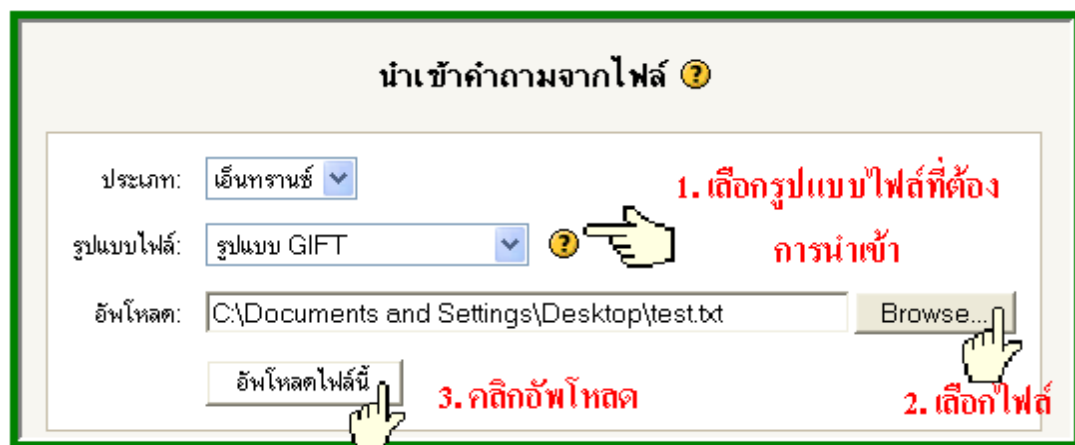 นำเข้าคำถามจากไฟล์ ?
ประเภท: เอ็นทรานซ์
1. เลือกรูปแบบไฟล์ที่ต้อง
การนำเข้า
รูปแบบไฟล์: รูปแบบ GIFT ?
อัพโหลด: C:\Documents and Settings\Desktop\test.txt Browse...
อัพโหลดไฟล์นี้
3. คลิกอัพโหลด
2. เลือกไฟล์